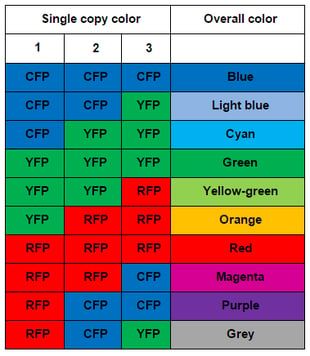 Single copy color Overall color
1 2 3
CFP CFP CFP Blue
CFP CFP YFP Light blue
CFP YFP YFP Cyan
YFP YFP YFP Green
YFP YFP RFP Yellow-green
YFP RFP RFP Orange
RFP RFP RFP Red
RFP RFP CFP Magenta
RFP CFP CFP Purple
RFP CFP YFP Grey